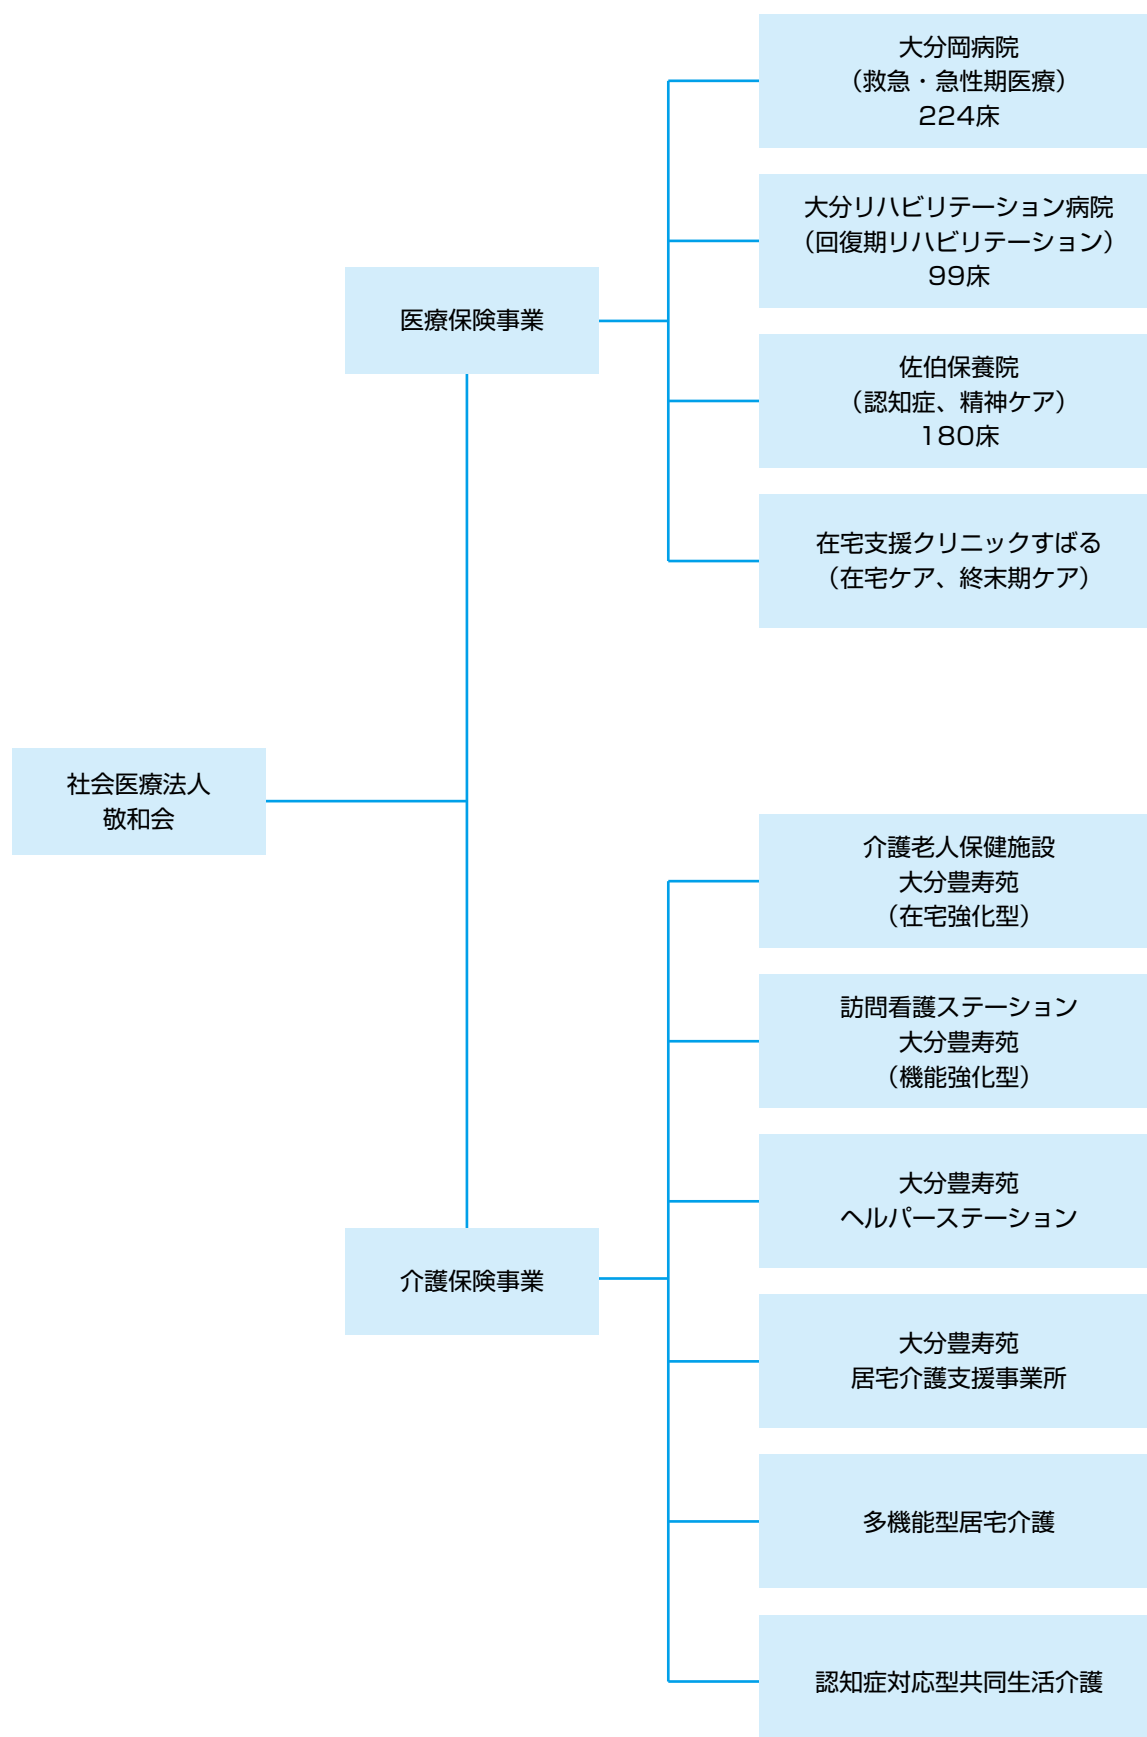 社会医療法人
敬和会
医療保険事業
大分岡病院
（救急・急性期医療）
224床
大分リハビリテーション病院
（回復期リハビリテーション）
99床
佐伯保養院
（認知症、精神ケア）
180床
在宅支援クリニックすばる
（在宅ケア、終末期ケア）
介護保険事業
介護老人保健施設
大分豊寿苑
（在宅強化型）
訪問看護ステーション
大分豊寿苑
（機能強化型）
大分豊寿苑
ヘルパーステーション
大分豊寿苑
居宅介護支援事業所
多機能型居宅介護
認知症対応型共同生活介護